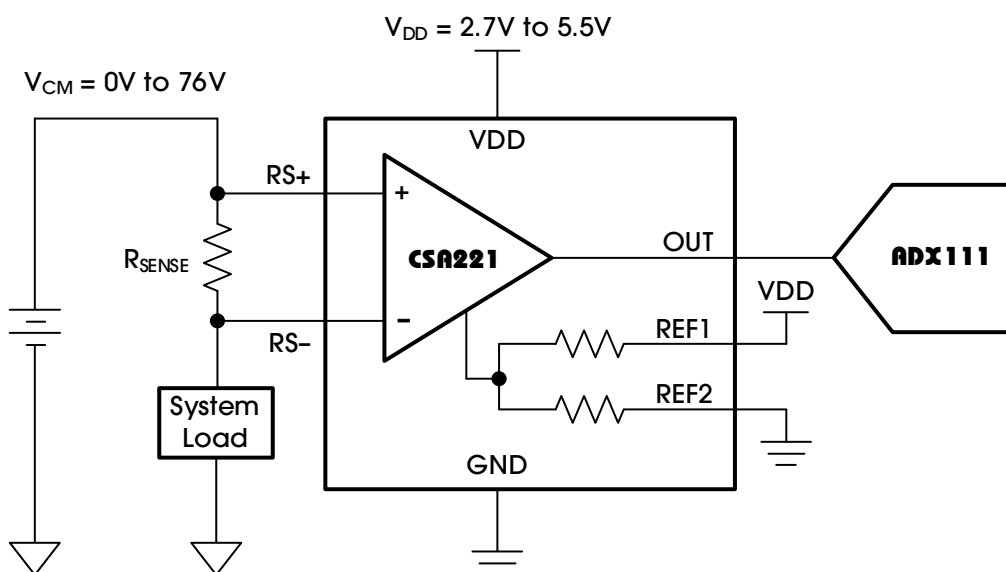 V_DD = 2.7V to 5.5V
V_CM = 0V to 76V
VDD
RS+
+
R_SENSE
CSA221
OUT
ADX111
VDD
−
RS−
REF1
REF2
System
Load
GND